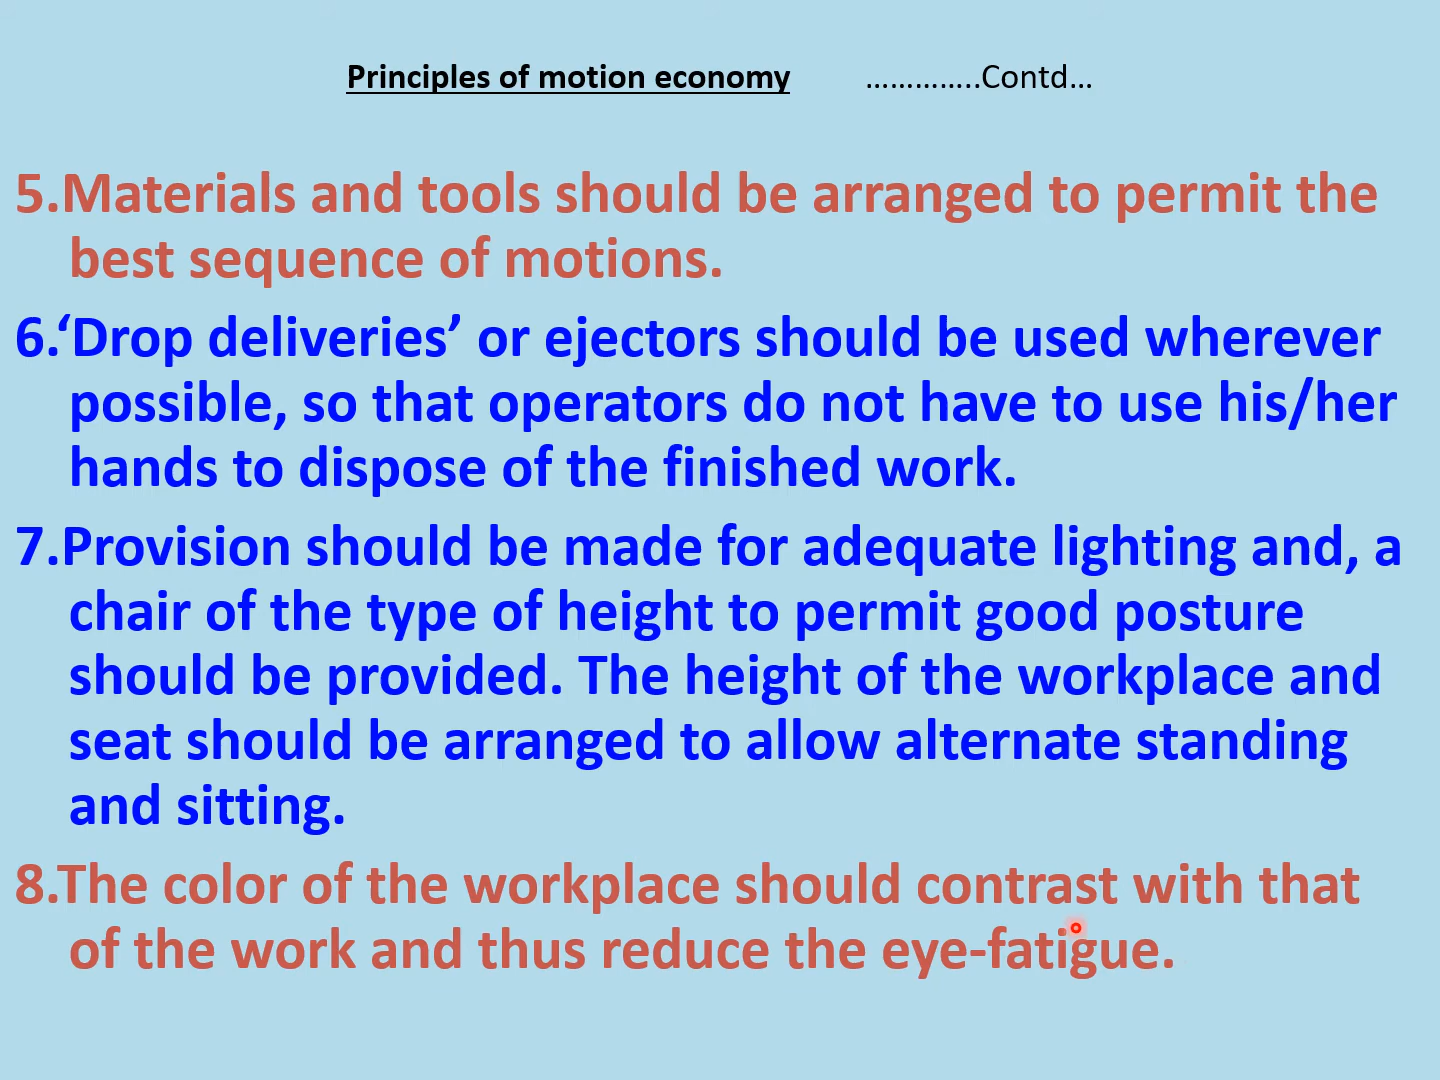 Principles of motion economy …………..Contd…
5.Materials and tools should be arranged to permit the
best sequence of motions.
6.‘Drop deliveries’ or ejectors should be used wherever
possible, so that operators do not have to use his/her
hands to dispose of the finished work.
7.Provision should be made for adequate lighting and, a
chair of the type of height to permit good posture
should be provided. The height of the workplace and
seat should be arranged to allow alternate standing
and sitting.
8.The color of the workplace should contrast with that
of the work and thus reduce the eye-fatigue.